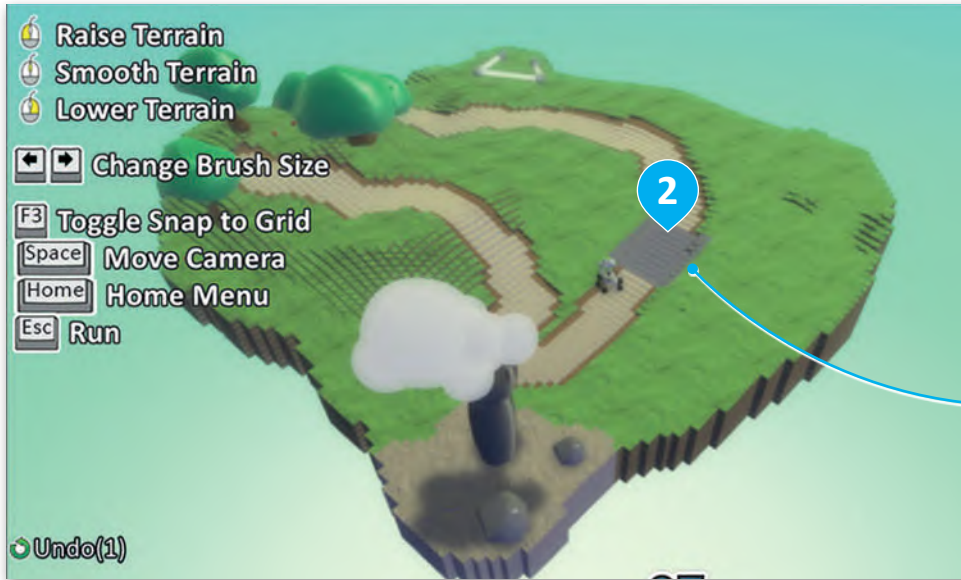 Raise Terrain
Smooth Terrain
Lower Terrain
Change Brush Size
F3 Toggle Snap to Grid
Space Move Camera
Home Home Menu
Esc Run
2
Undo(1)